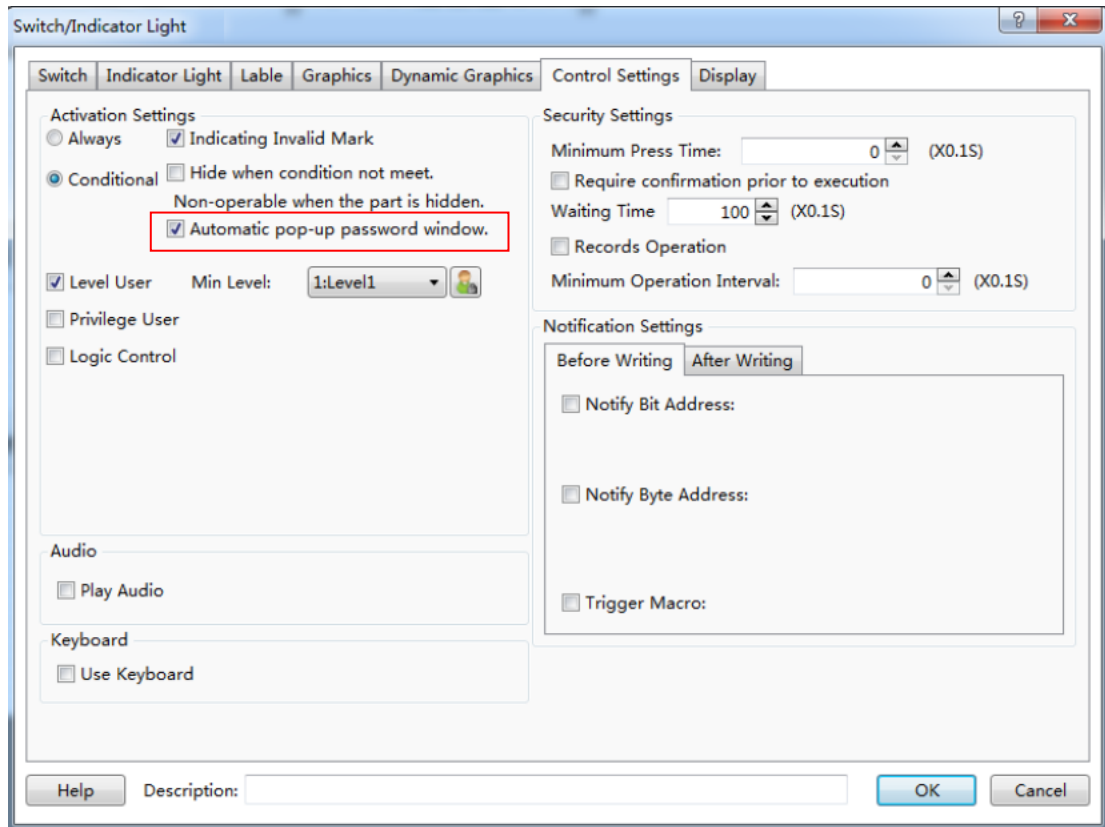 Switch/Indicator Light
Switch
Indicator Light
Lable
Graphics
Dynamic Graphics
Control Settings
Display
Activation Settings
Always
Indicating Invalid Mark
Conditional
Hide when condition not meet.
Non-operable when the part is hidden.
Automatic pop-up password window.
Level User Min Level: 1:Level1
Privilege User
Logic Control
Audio
Play Audio
Keyboard
Use Keyboard
Security Settings
Minimum Press Time: 0 (X0.1S)
Require confirmation prior to execution
Waiting Time 100 (X0.1S)
Records Operation
Minimum Operation Interval: 0 (X0.1S)
Notification Settings
Before Writing
After Writing
Notify Bit Address:
Notify Byte Address:
Trigger Macro:
Help
Description:
OK
Cancel